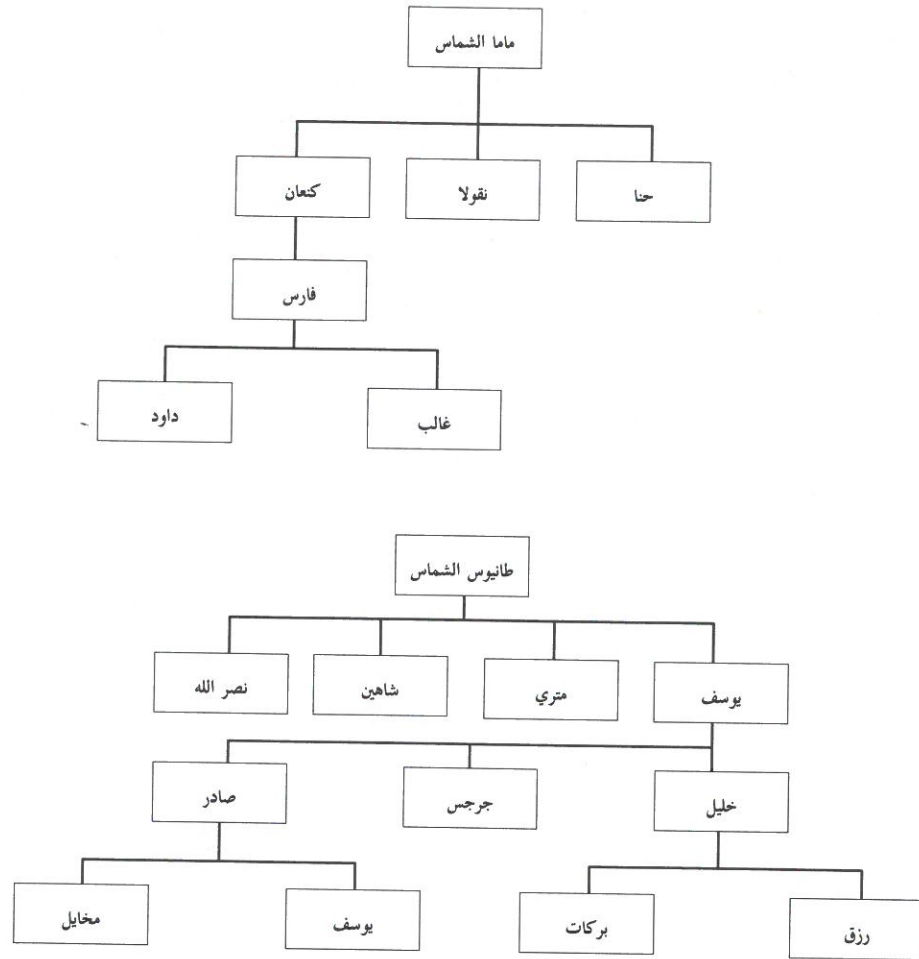 ماما الشماس
حنا
نقولا
كنعان
فارس
غالب
داود
طانيوس الشماس
يوسف
متري
شاهين
نصر الله
خليل
جرجس
صادر
رزق
بركات
يوسف
مخايل